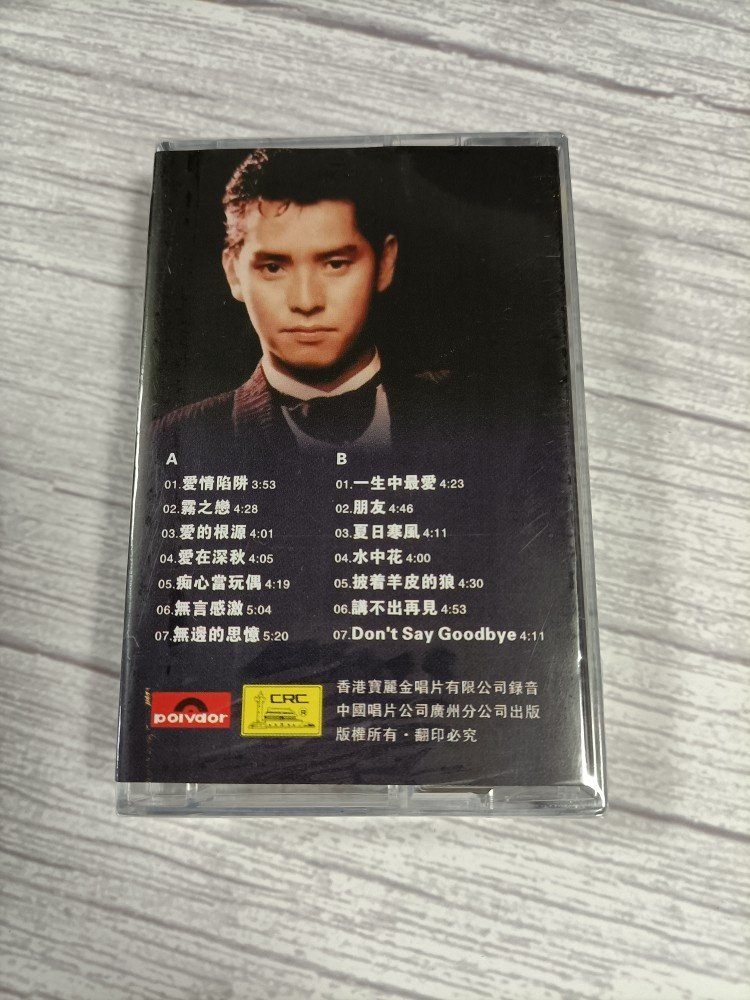 A
01.愛情陷阱 3:53
02.霧之戀 4:28
03.愛的根源 4:01
04.愛在深秋 4:05
05.痴心當玩偶 4:19
06.無言感激 5:04
07.無邊的思憶 5:20
B
01.一生中最愛 4:23
02.朋友 4:46
03.夏日寒風 4:11
04.水中花 4:00
05.披着羊皮的狼 4:30
06.講不出再見 4:53
07.Don't Say Goodbye 4:11
polydor
CRC
R
香港寶麗金唱片有限公司録音
中國唱片公司廣州分公司出版
版權所有·翻印必究